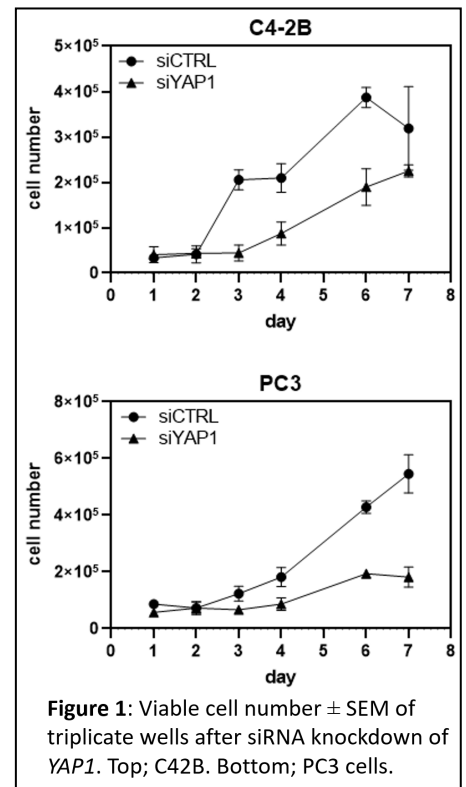 C4-2B
siCTRL
siYAP1
5×10⁵
4×10⁵
3×10⁵
2×10⁵
1×10⁵
0
cell number
0 1 2 3 4 5 6 7 8
day
PC3
siCTRL
siYAP1
8×10⁵
6×10⁵
4×10⁵
2×10⁵
0
cell number
0 1 2 3 4 5 6 7 8
day
Figure 1: Viable cell number ± SEM of
triplicate wells after siRNA knockdown of
YAP1. Top; C42B. Bottom; PC3 cells.